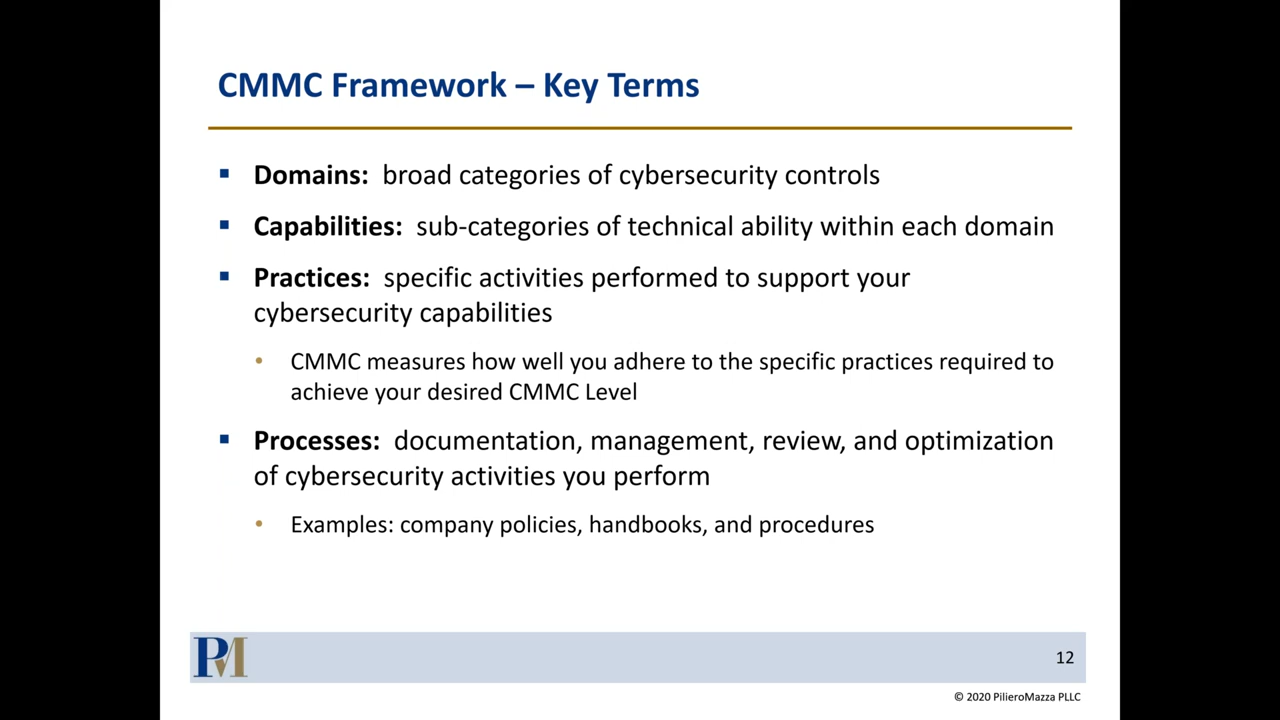 CMMC Framework – Key Terms
▪ Domains: broad categories of cybersecurity controls
▪ Capabilities: sub-categories of technical ability within each domain
▪ Practices: specific activities performed to support your
cybersecurity capabilities
• CMMC measures how well you adhere to the specific practices required to
achieve your desired CMMC Level
▪ Processes: documentation, management, review, and optimization
of cybersecurity activities you perform
• Examples: company policies, handbooks, and procedures
PM
12
© 2020 PilieroMazza PLLC